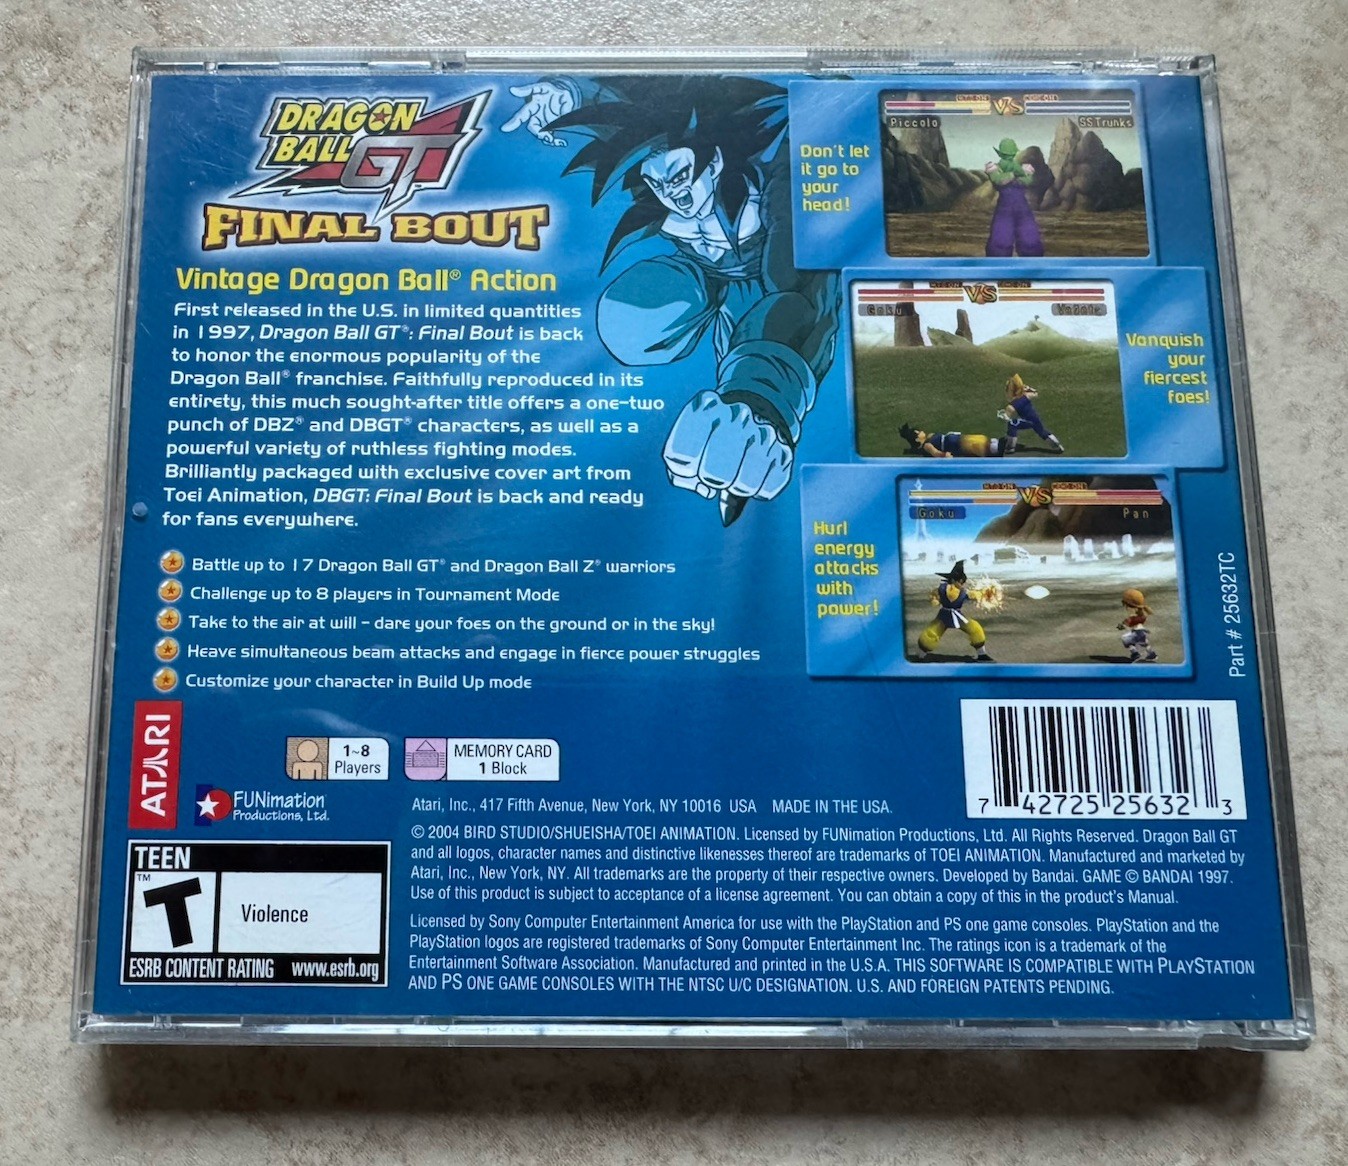 DRAGON
BALL
GT
FINAL BOUT
Vintage Dragon Ball® Action
First released in the U.S. in limited quantities
in 1997, Dragon Ball GT®: Final Bout is back
to honor the enormous popularity of the
Dragon Ball® franchise. Faithfully reproduced in its
entirety, this much sought-after title offers a one-two
punch of DBZ® and DBGT® characters, as well as a
powerful variety of ruthless fighting modes.
Brilliantly packaged with exclusive cover art from
Toei Animation, DBGT: Final Bout is back and ready
for fans everywhere.
Battle up to 17 Dragon Ball GT® and Dragon Ball Z® warriors
Challenge up to 8 players in Tournament Mode
Take to the air at will – dare your foes on the ground or in the sky!
Heave simultaneous beam attacks and engage in fierce power struggles
Customize your character in Build Up mode
Don't let
it go to
your
head!
VS
Piccolo SSTrunks
VS
Goku
Vanquish
your
fiercest
foes!
Hurl
energy
attacks
with
power!
VS
Goku Pan
Part # 25632TC
ATARI
1~8
Players
MEMORY CARD
1 Block
FUNimation
Productions, Ltd.
7 42725 25632 3
Atari, Inc., 417 Fifth Avenue, New York, NY 10016 USA MADE IN THE USA.
© 2004 BIRD STUDIO/SHUEISHA/TOEI ANIMATION. Licensed by FUNimation Productions, Ltd. All Rights Reserved. Dragon Ball GT
and all logos, character names and distinctive likenesses thereof are trademarks of TOEI ANIMATION. Manufactured and marketed by
Atari, Inc., New York, NY. All trademarks are the property of their respective owners. Developed by Bandai. GAME © BANDAI 1997.
Use of this product is subject to acceptance of a license agreement. You can obtain a copy of this in the product's Manual.
Licensed by Sony Computer Entertainment America for use with the PlayStation and PS one game consoles. PlayStation and the
PlayStation logos are registered trademarks of Sony Computer Entertainment Inc. The ratings icon is a trademark of the
Entertainment Software Association. Manufactured and printed in the U.S.A. THIS SOFTWARE IS COMPATIBLE WITH PLAYSTATION
AND PS ONE GAME CONSOLES WITH THE NTSC U/C DESIGNATION. U.S. AND FOREIGN PATENTS PENDING.
TEEN
TM
T
Violence
ESRB CONTENT RATING www.esrb.org